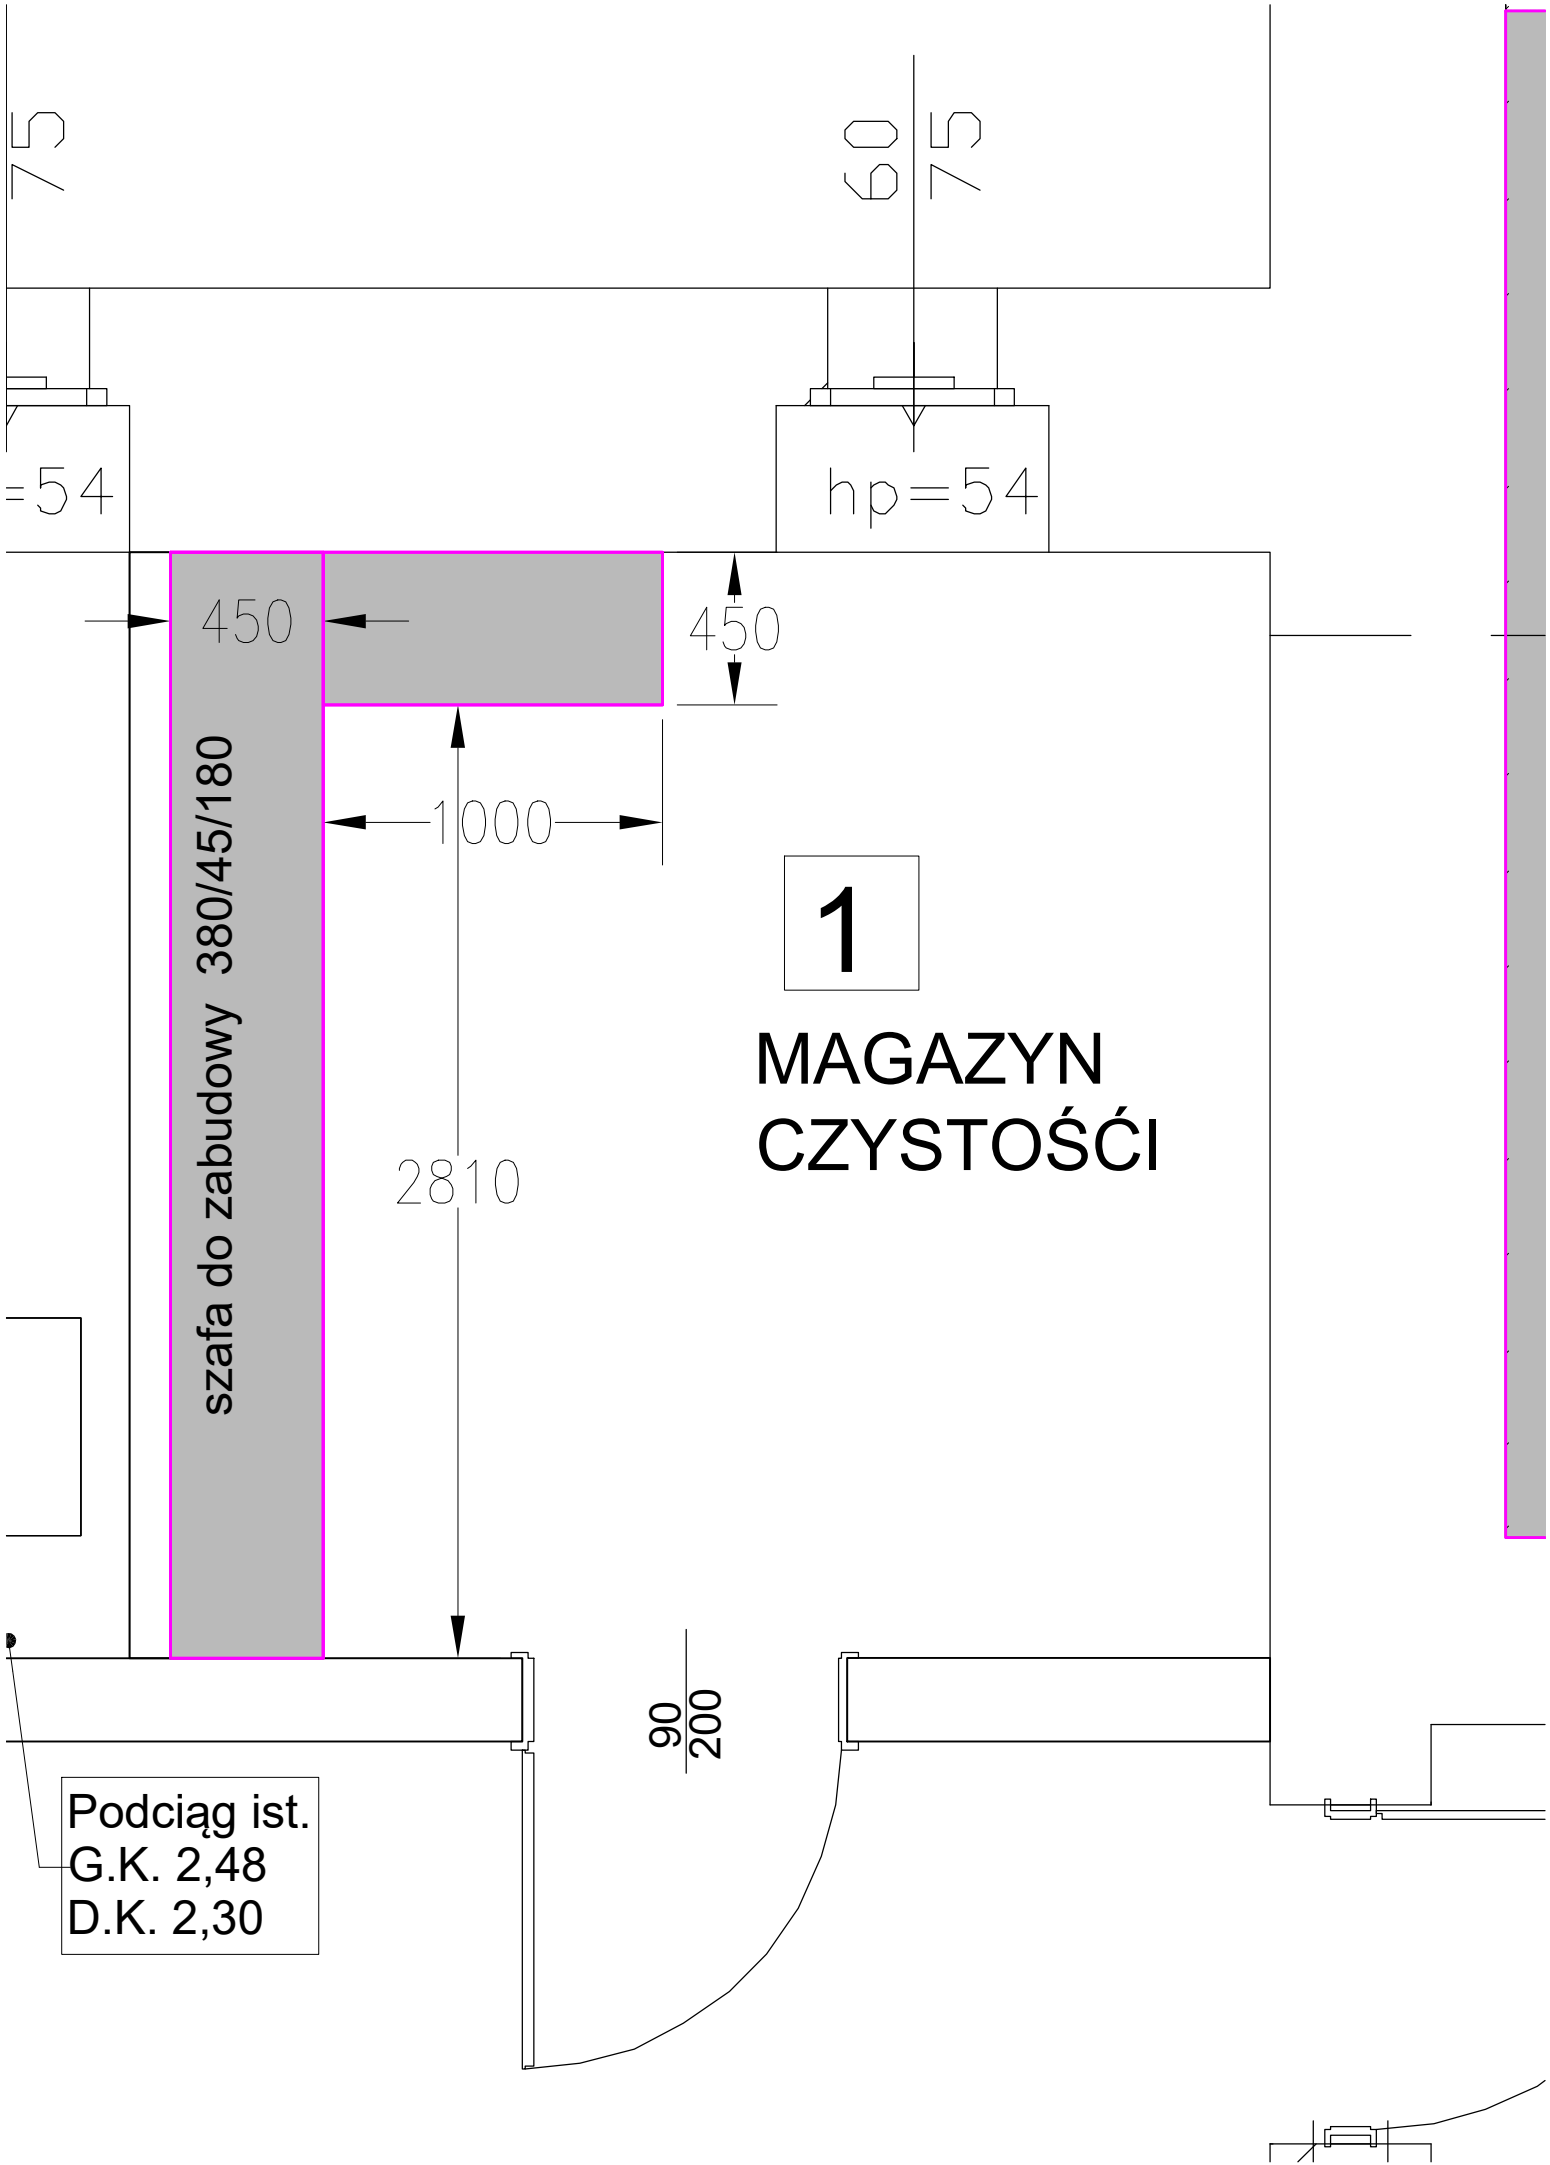 75
60
75
=54
hp=54
450
450
1000
szafa do zabudowy 380/45/180
1
MAGAZYN
CZYSTOŚĆI
2810
90
200
Podciąg ist.
G.K. 2,48
D.K. 2,30